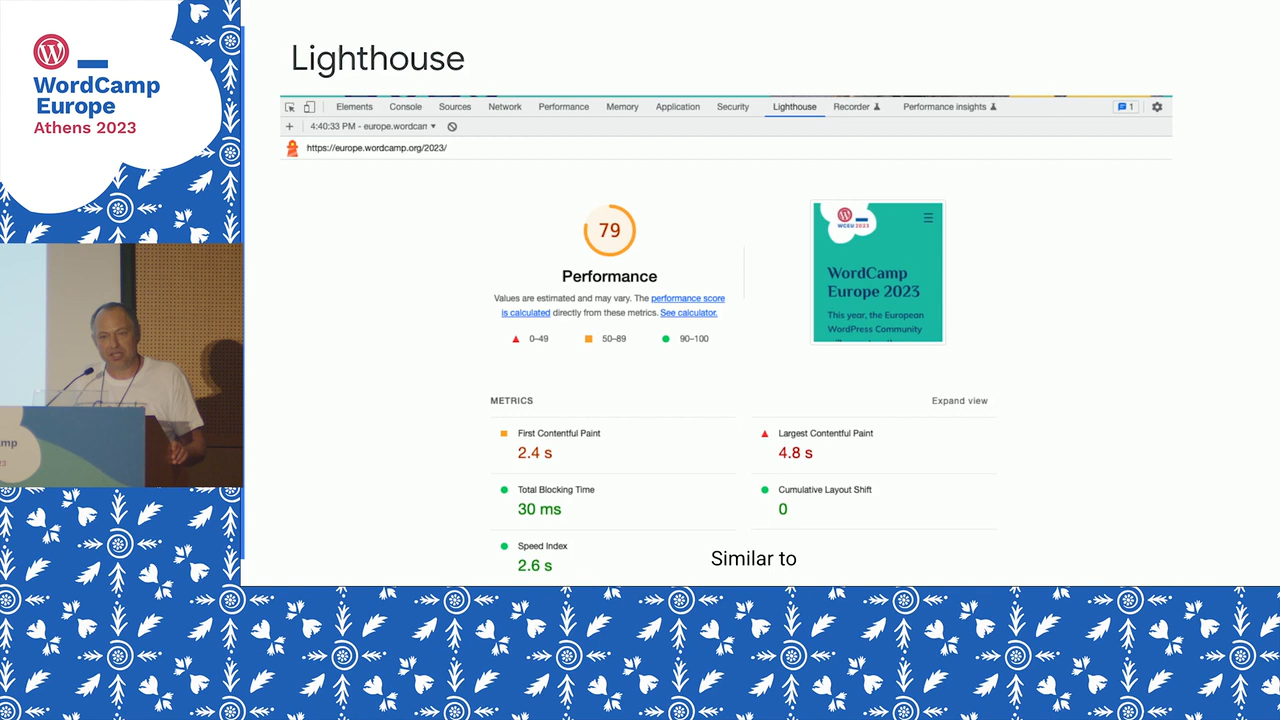 WordCamp
Europe
Athens 2023
Lighthouse
Elements Console Sources Network Performance Memory Application Security Lighthouse Recorder Performance insights 1
+ 4:40:33 PM - europe.wordcan
https://europe.wordcamp.org/2023/
79
Performance
Values are estimated and may vary. The performance score
is calculated directly from these metrics. See calculator.
0–49 50–89 90–100
WCEU 2023
WordCamp
Europe 2023
This year, the European
WordPress Community
METRICS
Expand view
First Contentful Paint
2.4 s
Largest Contentful Paint
4.8 s
Total Blocking Time
30 ms
Cumulative Layout Shift
0
Speed Index
2.6 s
Similar to
mp
23